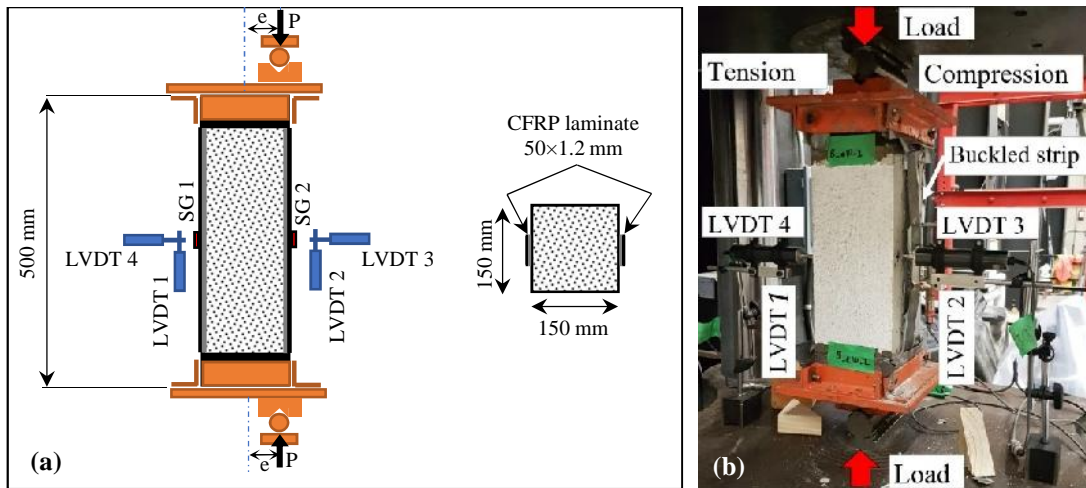 e
P
500 mm
SG 1
SG 2
LVDT 4
LVDT 3
LVDT 1
LVDT 2
e
P
(a)
CFRP laminate
50×1.2 mm
150 mm
150 mm
Load
Tension
Compression
Buckled strip
LVDT 4
LVDT 3
LVDT 1
LVDT 2
(b)
Load